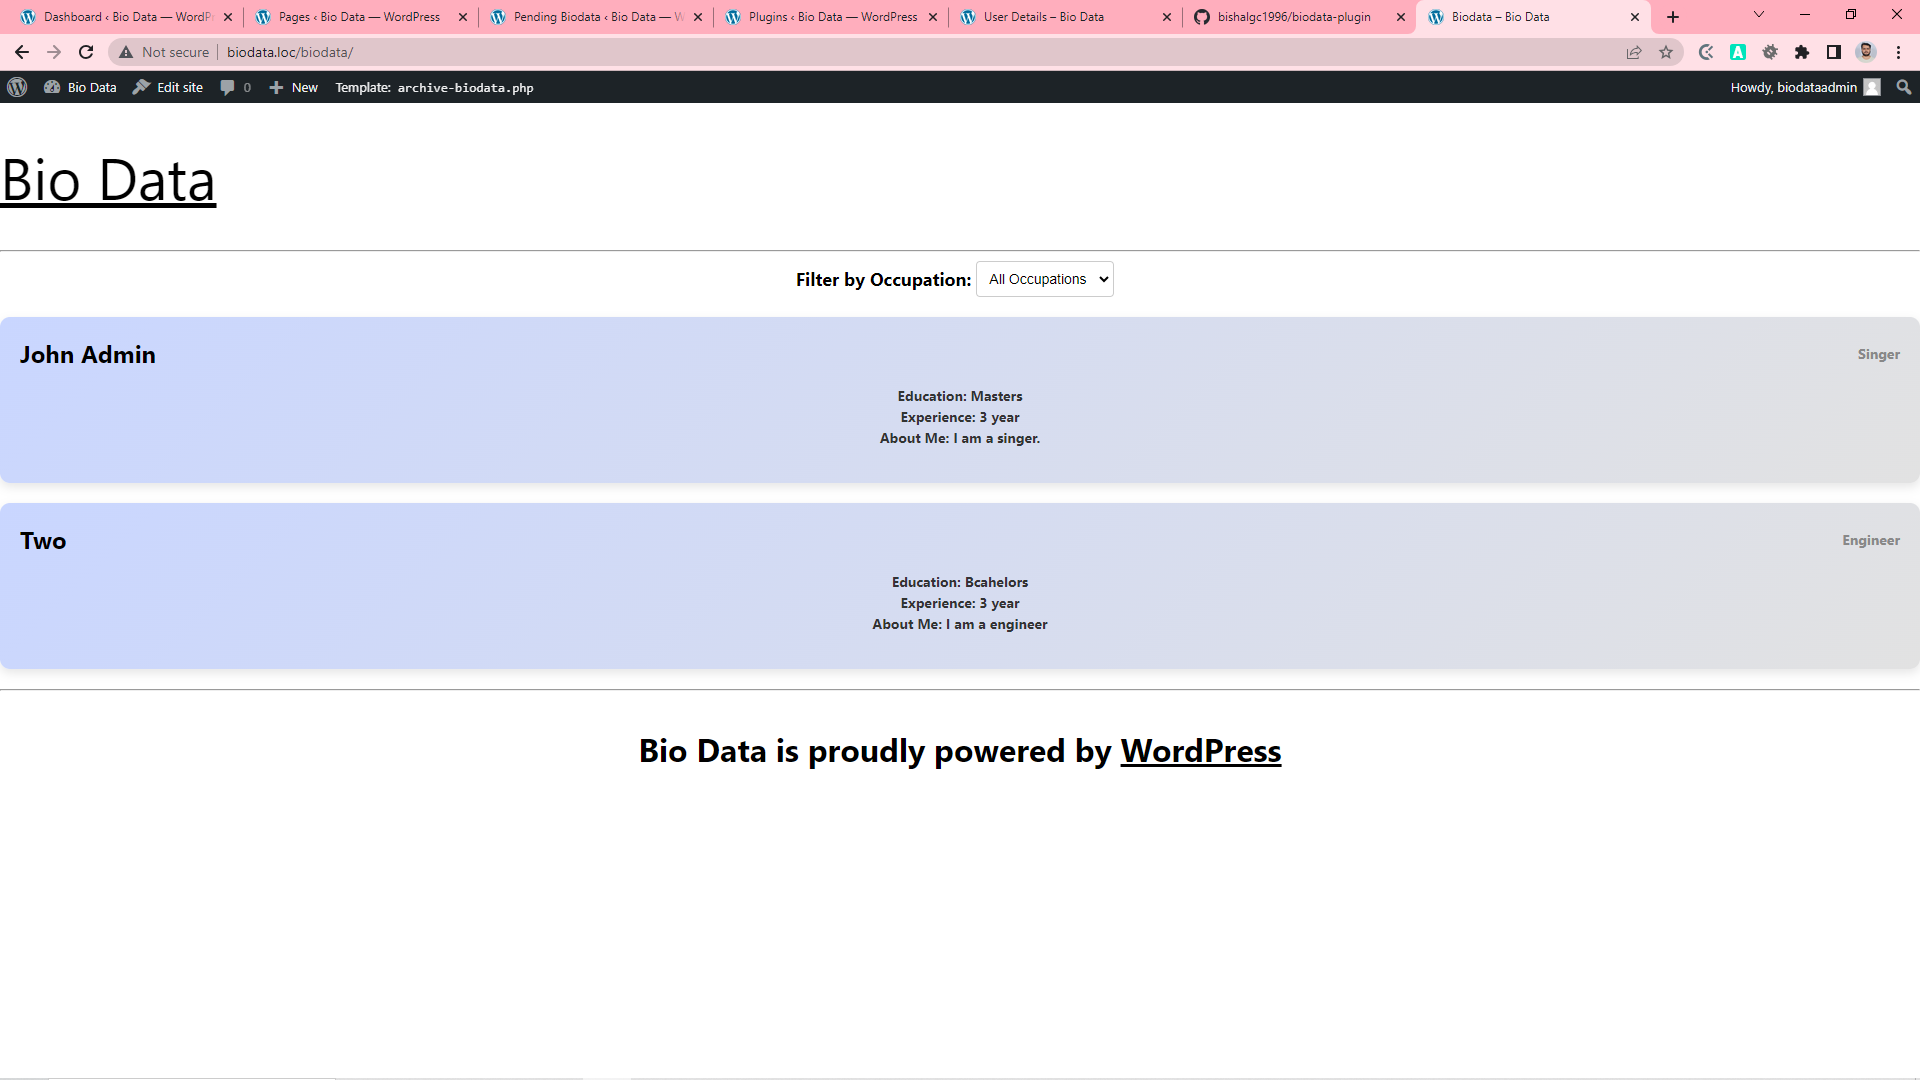 Dashboard ‹ Bio Data — WordPr
Pages ‹ Bio Data — WordPress
Pending Biodata ‹ Bio Data — W
Plugins ‹ Bio Data — WordPress
User Details – Bio Data
bishalgc1996/biodata-plugin
Biodata – Bio Data
Not secure
biodata.loc/biodata/
A
Bio Data
Edit site
0
New
Template: archive-biodata.php
Howdy, biodataadmin
Bio Data
Filter by Occupation:
All Occupations
John Admin
Singer
Education: Masters
Experience: 3 year
About Me: I am a singer.
Two
Engineer
Education: Bcahelors
Experience: 3 year
About Me: I am a engineer
Bio Data is proudly powered by WordPress